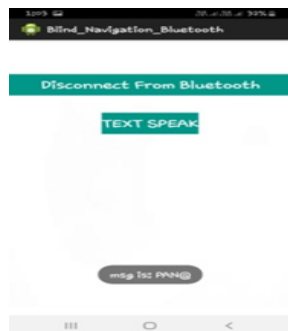 Blind_Navigation_Bluetooth
Disconnect From Bluetooth
TEXT SPEAK
msg is: PAN@